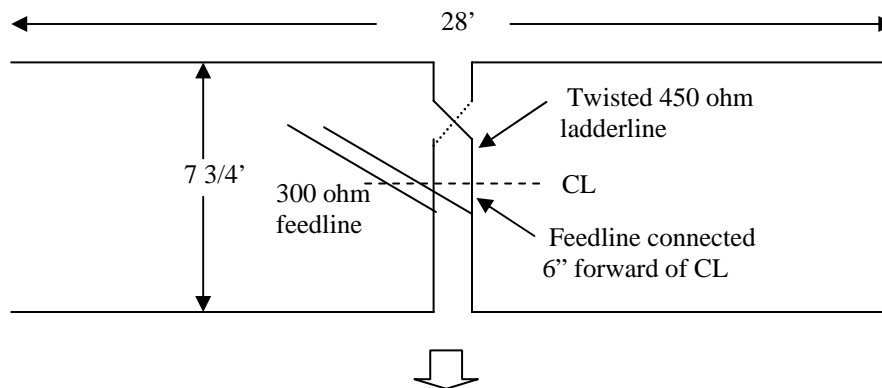 28’
Twisted 450 ohm
ladderline
7 3/4’
CL
300 ohm
feedline
Feedline connected
6” forward of CL